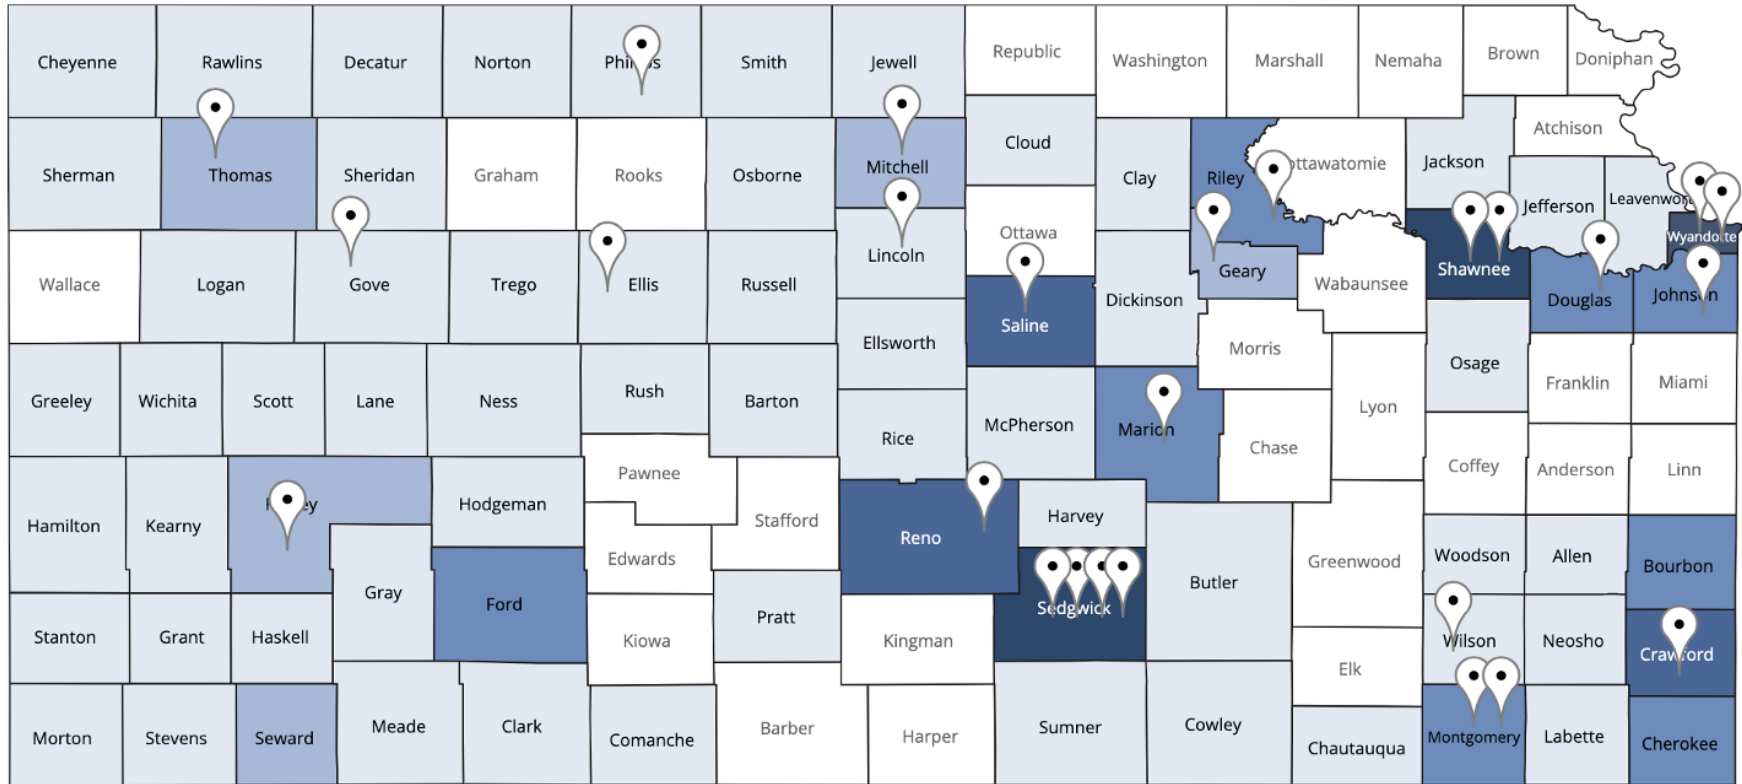 Cheyenne
Rawlins
Decatur
Norton
Smith
Jewell
Republic
Washington
Marshall
Nemaha
Brown
Doniphan
Sherman
Thomas
Sheridan
Graham
Rooks
Osborne
Mitchell
Cloud
Clay
Riley
Jackson
Atchison
Jefferson
Wallace
Logan
Gove
Trego
Ellis
Russell
Lincoln
Ottawa
Saline
Dickinson
Geary
Wabaunsee
Shawnee
Douglas
Johnson
Wyandotte
Greeley
Wichita
Scott
Lane
Ness
Rush
Barton
Ellsworth
Rice
McPherson
Marion
Morris
Chase
Lyon
Osage
Franklin
Miami
Coffey
Anderson
Linn
Hamilton
Kearny
Hodgeman
Pawnee
Stafford
Edwards
Reno
Harvey
Sedgwick
Butler
Greenwood
Woodson
Allen
Bourbon
Stanton
Grant
Haskell
Gray
Ford
Kiowa
Pratt
Kingman
Elk
Wilson
Neosho
Crawford
Morton
Stevens
Seward
Meade
Clark
Comanche
Barber
Harper
Sumner
Cowley
Chautauqua
Montgomery
Labette
Cherokee